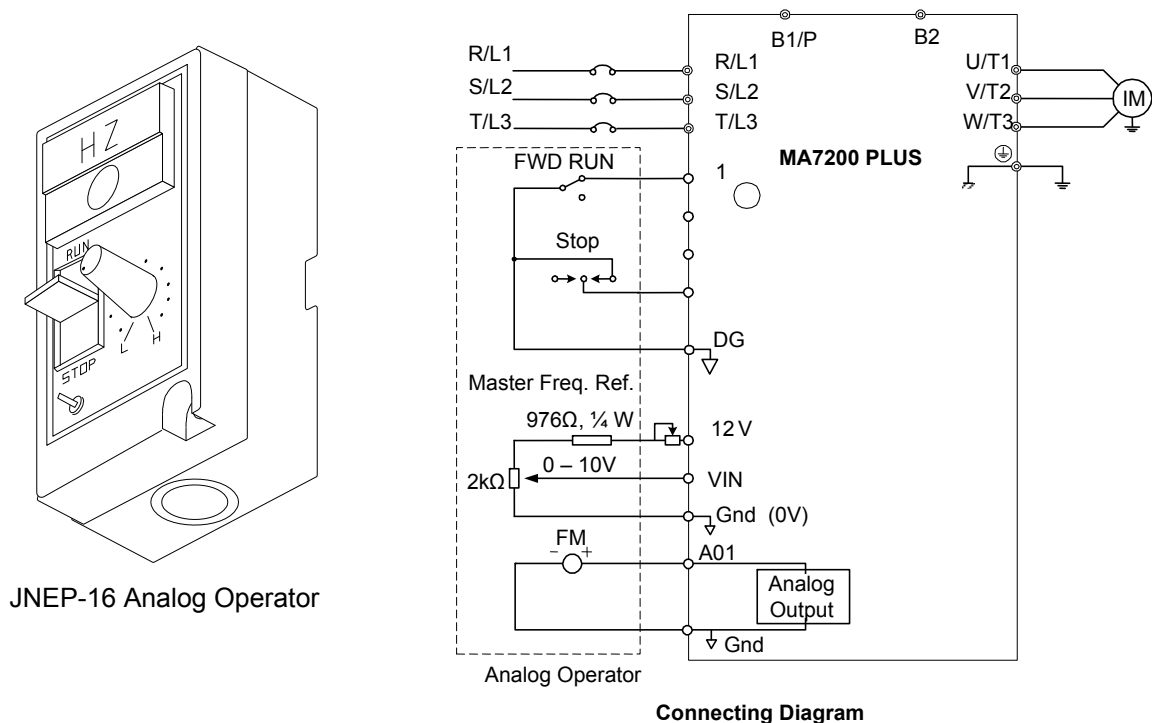 HZ
RUN
L
H
STOP
JNEP-16 Analog Operator
B1/P
B2
R/L1
R/L1
U/T1
S/L2
S/L2
V/T2
IM
T/L3
T/L3
W/T3
FWD RUN
1
MA7200 PLUS
Stop
DG
Master Freq. Ref.
976Ω, ¼ W
12 V
0 – 10V
2kΩ
VIN
Gnd (0V)
FM
- +
A01
Analog
Output
Gnd
Analog Operator
Connecting Diagram